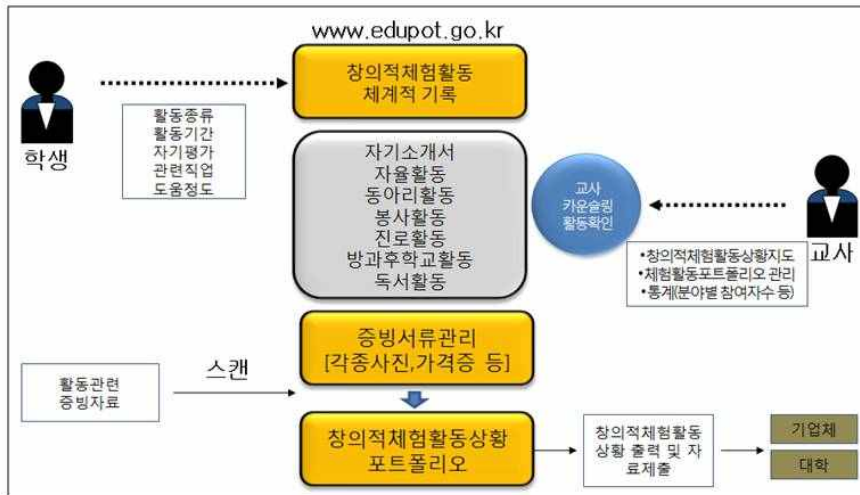 www.edupot.go.kr
창의적체험활동
체계적 기록
활동종류
활동기간
자기평가
관련직업
도움정도
학생
자기소개서
자율활동
동아리활동
봉사활동
진로활동
방과후학교활동
독서활동
교사
카운슬링
활동확인
교사
•창의적체험활동상황지도
•체험활동포트폴리오 관리
•통계(분야별 참여자수 등)
증빙서류관리
[각종사진,가격증 등]
활동관련
증빙자료
스캔
창의적체험활동상황
포트폴리오
창의적체험활동
상황 출력 및 자
료제출
기업체
대학